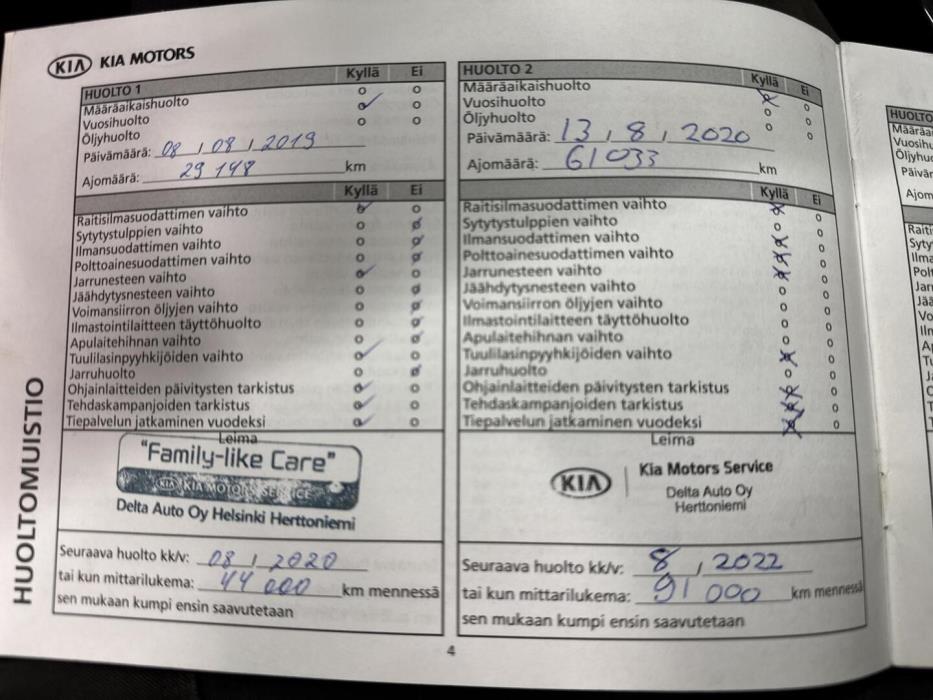 KIA KIA MOTORS
HUOLTO 1 Kyllä Ei
Määräaikaishuolto
Vuosihuolto
Öljyhuolto
Päivämäärä: 08 / 08 / 2019
Ajomäärä: 29 148 km
Kyllä Ei
Raitisilmasuodattimen vaihto
Sytytystulppien vaihto
Ilmansuodattimen vaihto
Polttoainesuodattimen vaihto
Jarrunesteen vaihto
Jäähdytysnesteen vaihto
Voimansiirron öljyjen vaihto
Ilmastointilaitteen täyttöhuolto
Apulaitehihnan vaihto
Tuulilasinpyyhkijöiden vaihto
Jarruhuolto
Ohjainlaitteiden päivitysten tarkistus
Tehdaskampanjoiden tarkistus
Tiepalvelun jatkaminen vuodeksi
Leima
"Family-like Care"
KIA KIA MOTORS SERVICE
Delta Auto Oy Helsinki Herttoniemi
Seuraava huolto kk/v: 08 / 2020
tai kun mittarilukema: 44 000 km mennessä
sen mukaan kumpi ensin saavutetaan
HUOLTO 2 Kyllä Ei
Määräaikaishuolto
Vuosihuolto
Öljyhuolto
Päivämäärä: 13 / 8 / 2020
Ajomäärä: 61 033 km
Kyllä Ei
Raitisilmasuodattimen vaihto
Sytytystulppien vaihto
Ilmansuodattimen vaihto
Polttoainesuodattimen vaihto
Jarrunesteen vaihto
Jäähdytysnesteen vaihto
Voimansiirron öljyjen vaihto
Ilmastointilaitteen täyttöhuolto
Apulaitehihnan vaihto
Tuulilasinpyyhkijöiden vaihto
Jarruhuolto
Ohjainlaitteiden päivitysten tarkistus
Tehdaskampanjoiden tarkistus
Tiepalvelun jatkaminen vuodeksi
Leima
KIA
Kia Motors Service
Delta Auto Oy
Herttoniemi
Seuraava huolto kk/v: 8 / 2022
tai kun mittarilukema: 91 000 km mennessä
sen mukaan kumpi ensin saavutetaan
HUOLTOMUISTIO
4
HUOLTO